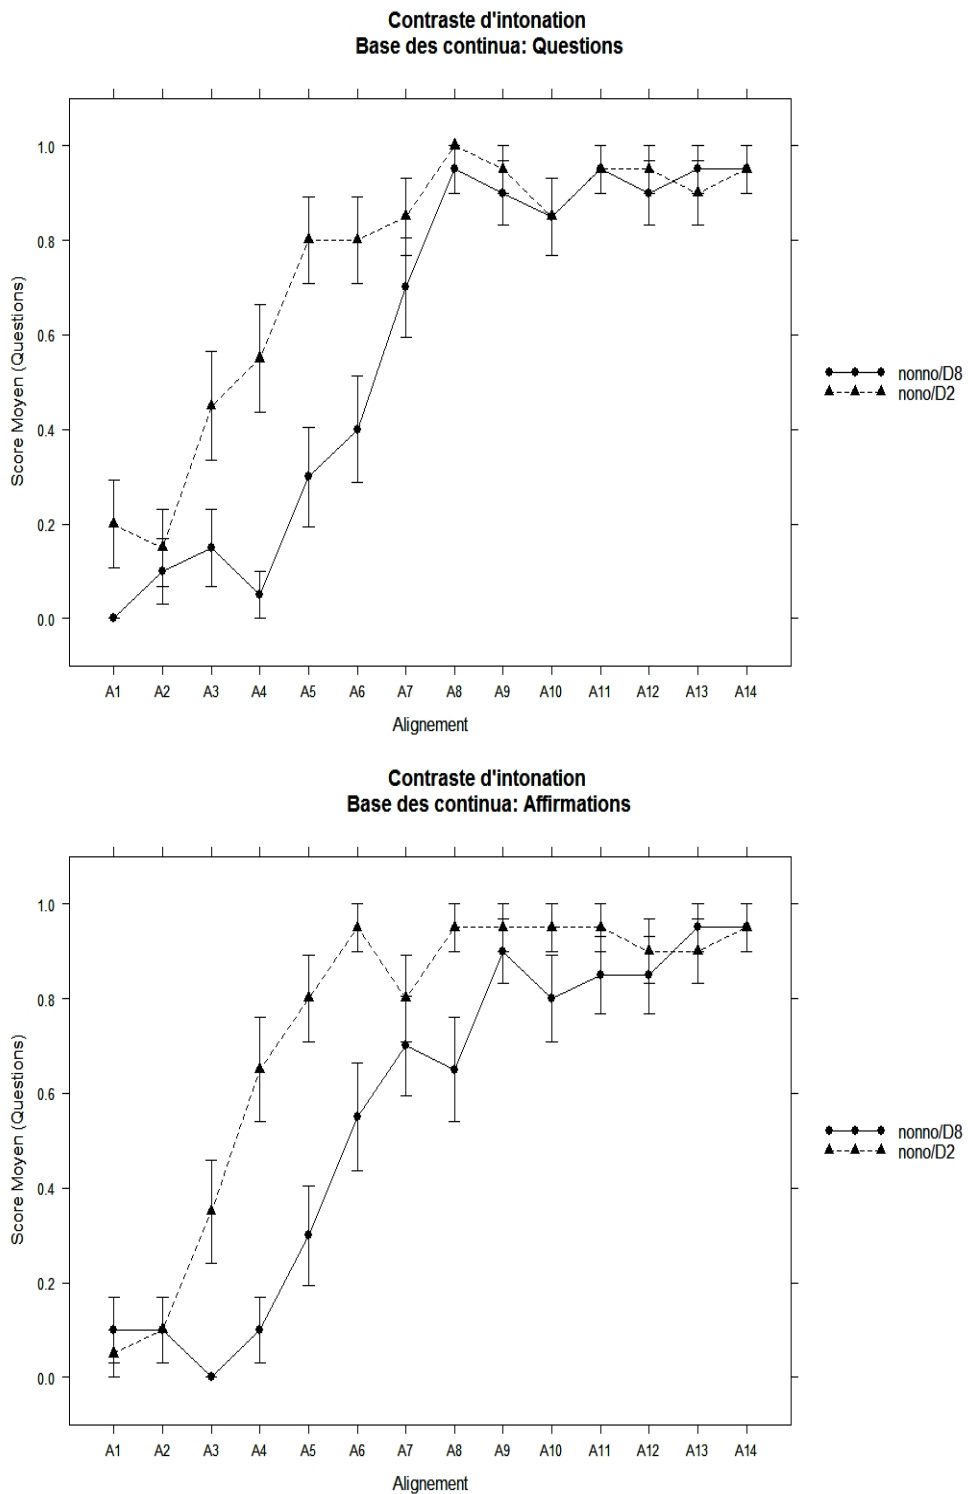 Contraste d'intonation
Base des continua: Questions
Score Moyen (Questions)
1.0
0.8
0.6
0.4
0.2
0.0
A1 A2 A3 A4 A5 A6 A7 A8 A9 A10 A11 A12 A13 A14
Alignement
nonno/D8
nono/D2
Contraste d'intonation
Base des continua: Affirmations
Score Moyen (Questions)
1.0
0.8
0.6
0.4
0.2
0.0
A1 A2 A3 A4 A5 A6 A7 A8 A9 A10 A11 A12 A13 A14
Alignement
nonno/D8
nono/D2